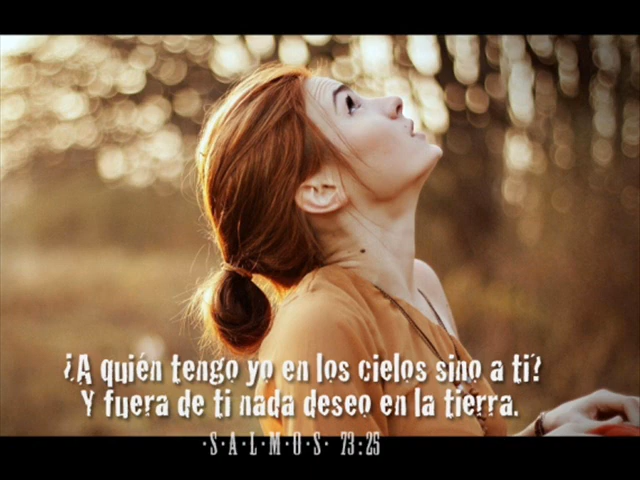 ¿A quién tengo yo en los cielos sino a ti?
Y fuera de ti nada deseo en la tierra.
·S·A·L·M·O·S· 73:25